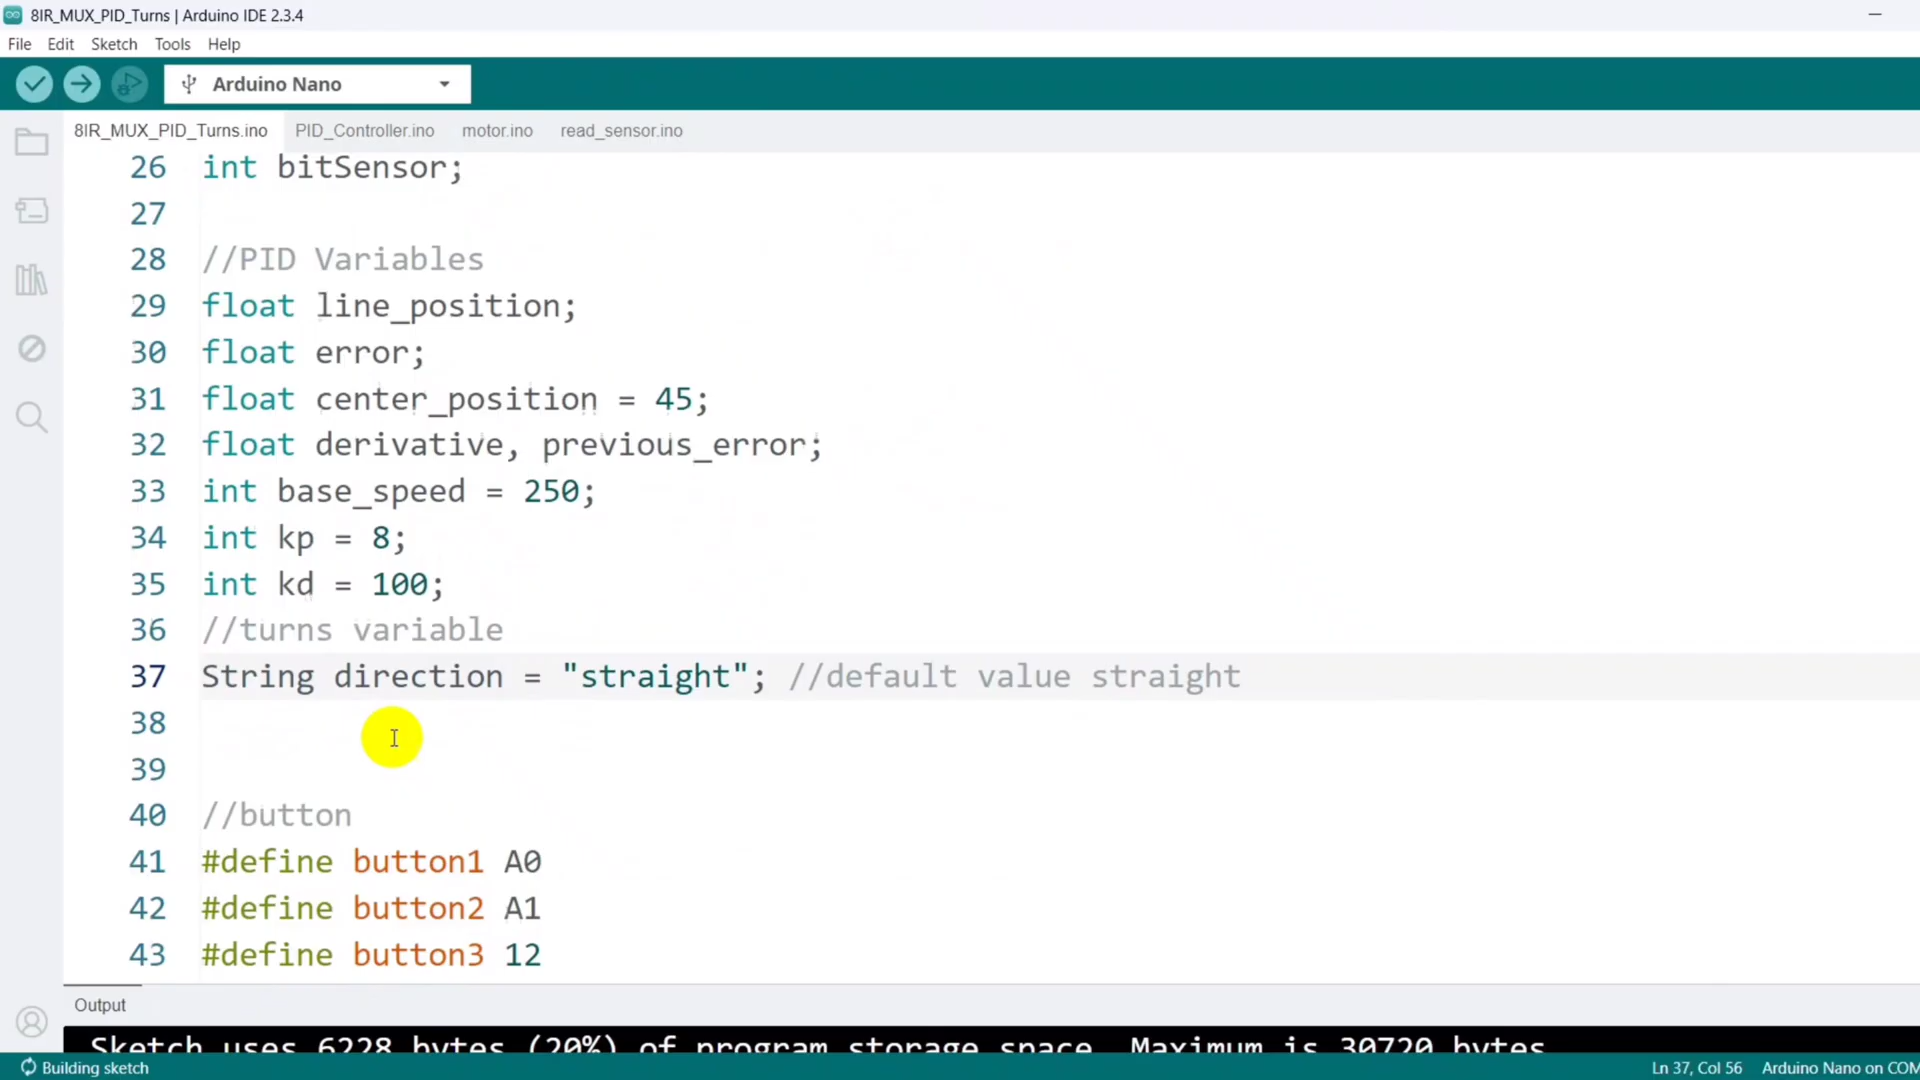 8IR_MUX_PID_Turns | Arduino IDE 2.3.4
File Edit Sketch Tools Help
Arduino Nano
8IR_MUX_PID_Turns.ino PID_Controller.ino motor.ino read_sensor.ino
26 int bitSensor;
27
28 //PID Variables
29 float line_position;
30 float error;
31 float center_position = 45;
32 float derivative, previous_error;
33 int base_speed = 250;
34 int kp = 8;
35 int kd = 100;
36 //turns variable
37 String direction = "straight"; //default value straight
38
39
40 //button
41 #define button1 A0
42 #define button2 A1
43 #define button3 12
Output
Sketch uses 6228 bytes (20%) of program storage space. Maximum is 30720 bytes.
Building sketch Ln 37, Col 56 Arduino Nano on COM